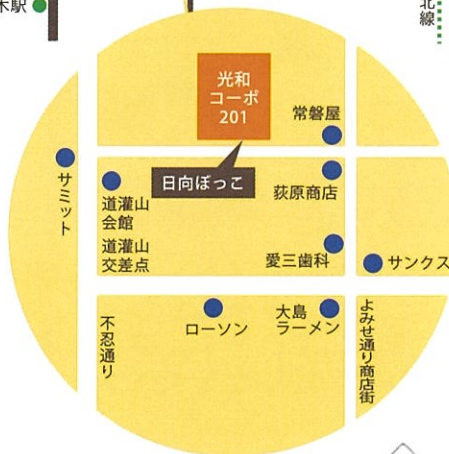 木駅
北線
光和
コーポ
201
常磐屋
日向ぼっこ
サミット
道灌山
会館
道灌山
交差点
荻原商店
愛三歯科
サンクス
ローソン
大島
ラーメン
不忍通り
よみせ通り商店街